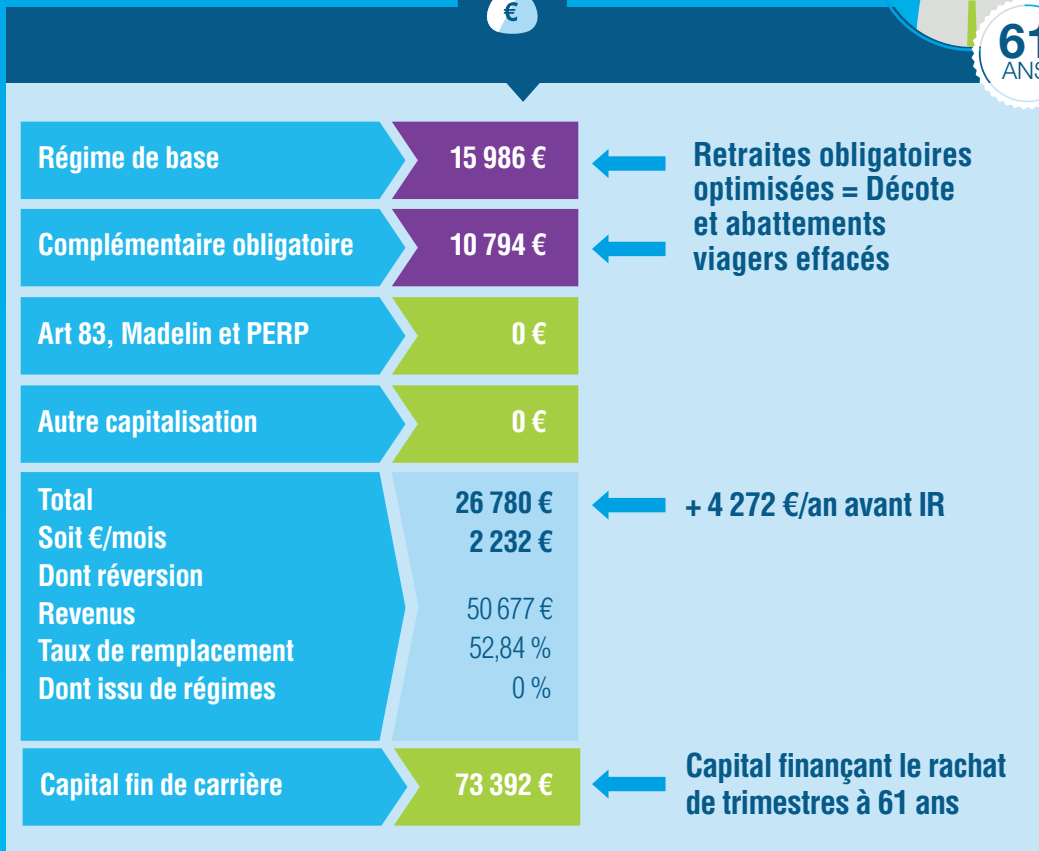 €
61
ANS
Régime de base 15 986 €
Complémentaire obligatoire 10 794 €
Retraites obligatoires
optimisées = Décote
et abattements
viagers effacés
Art 83, Madelin et PERP 0 €
Autre capitalisation 0 €
Total 26 780 €
Soit €/mois 2 232 €
Dont réversion
Revenus 50 677 €
Taux de remplacement 52,84 %
Dont issu de régimes 0 %
+ 4 272 €/an avant IR
Capital fin de carrière 73 392 €
Capital finançant le rachat
de trimestres à 61 ans